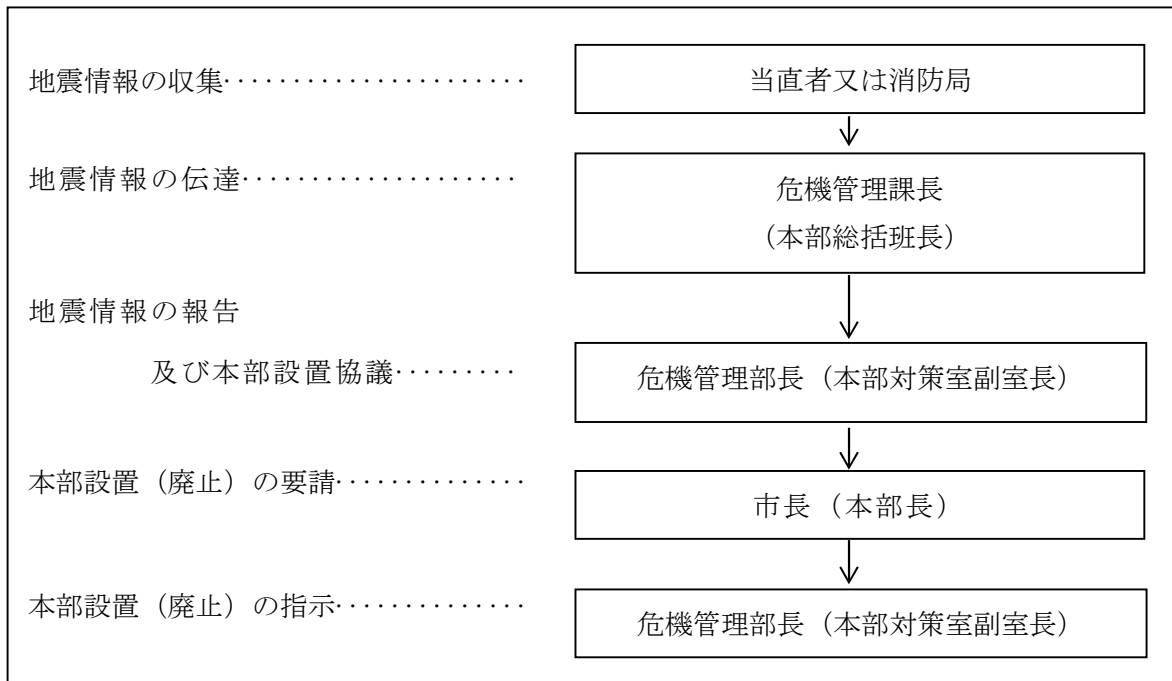 地震情報の収集‥‥‥‥‥‥‥‥‥‥‥
当直者又は消防局
地震情報の伝達‥‥‥‥‥‥‥‥‥‥
危機管理課長
（本部総括班長）
地震情報の報告
及び本部設置協議‥‥‥‥・
危機管理部長（本部対策室副室長）
本部設置（廃止）の要請‥‥‥‥‥‥‥
市長（本部長）
本部設置（廃止）の指示‥‥‥‥‥‥‥
危機管理部長（本部対策室副室長）